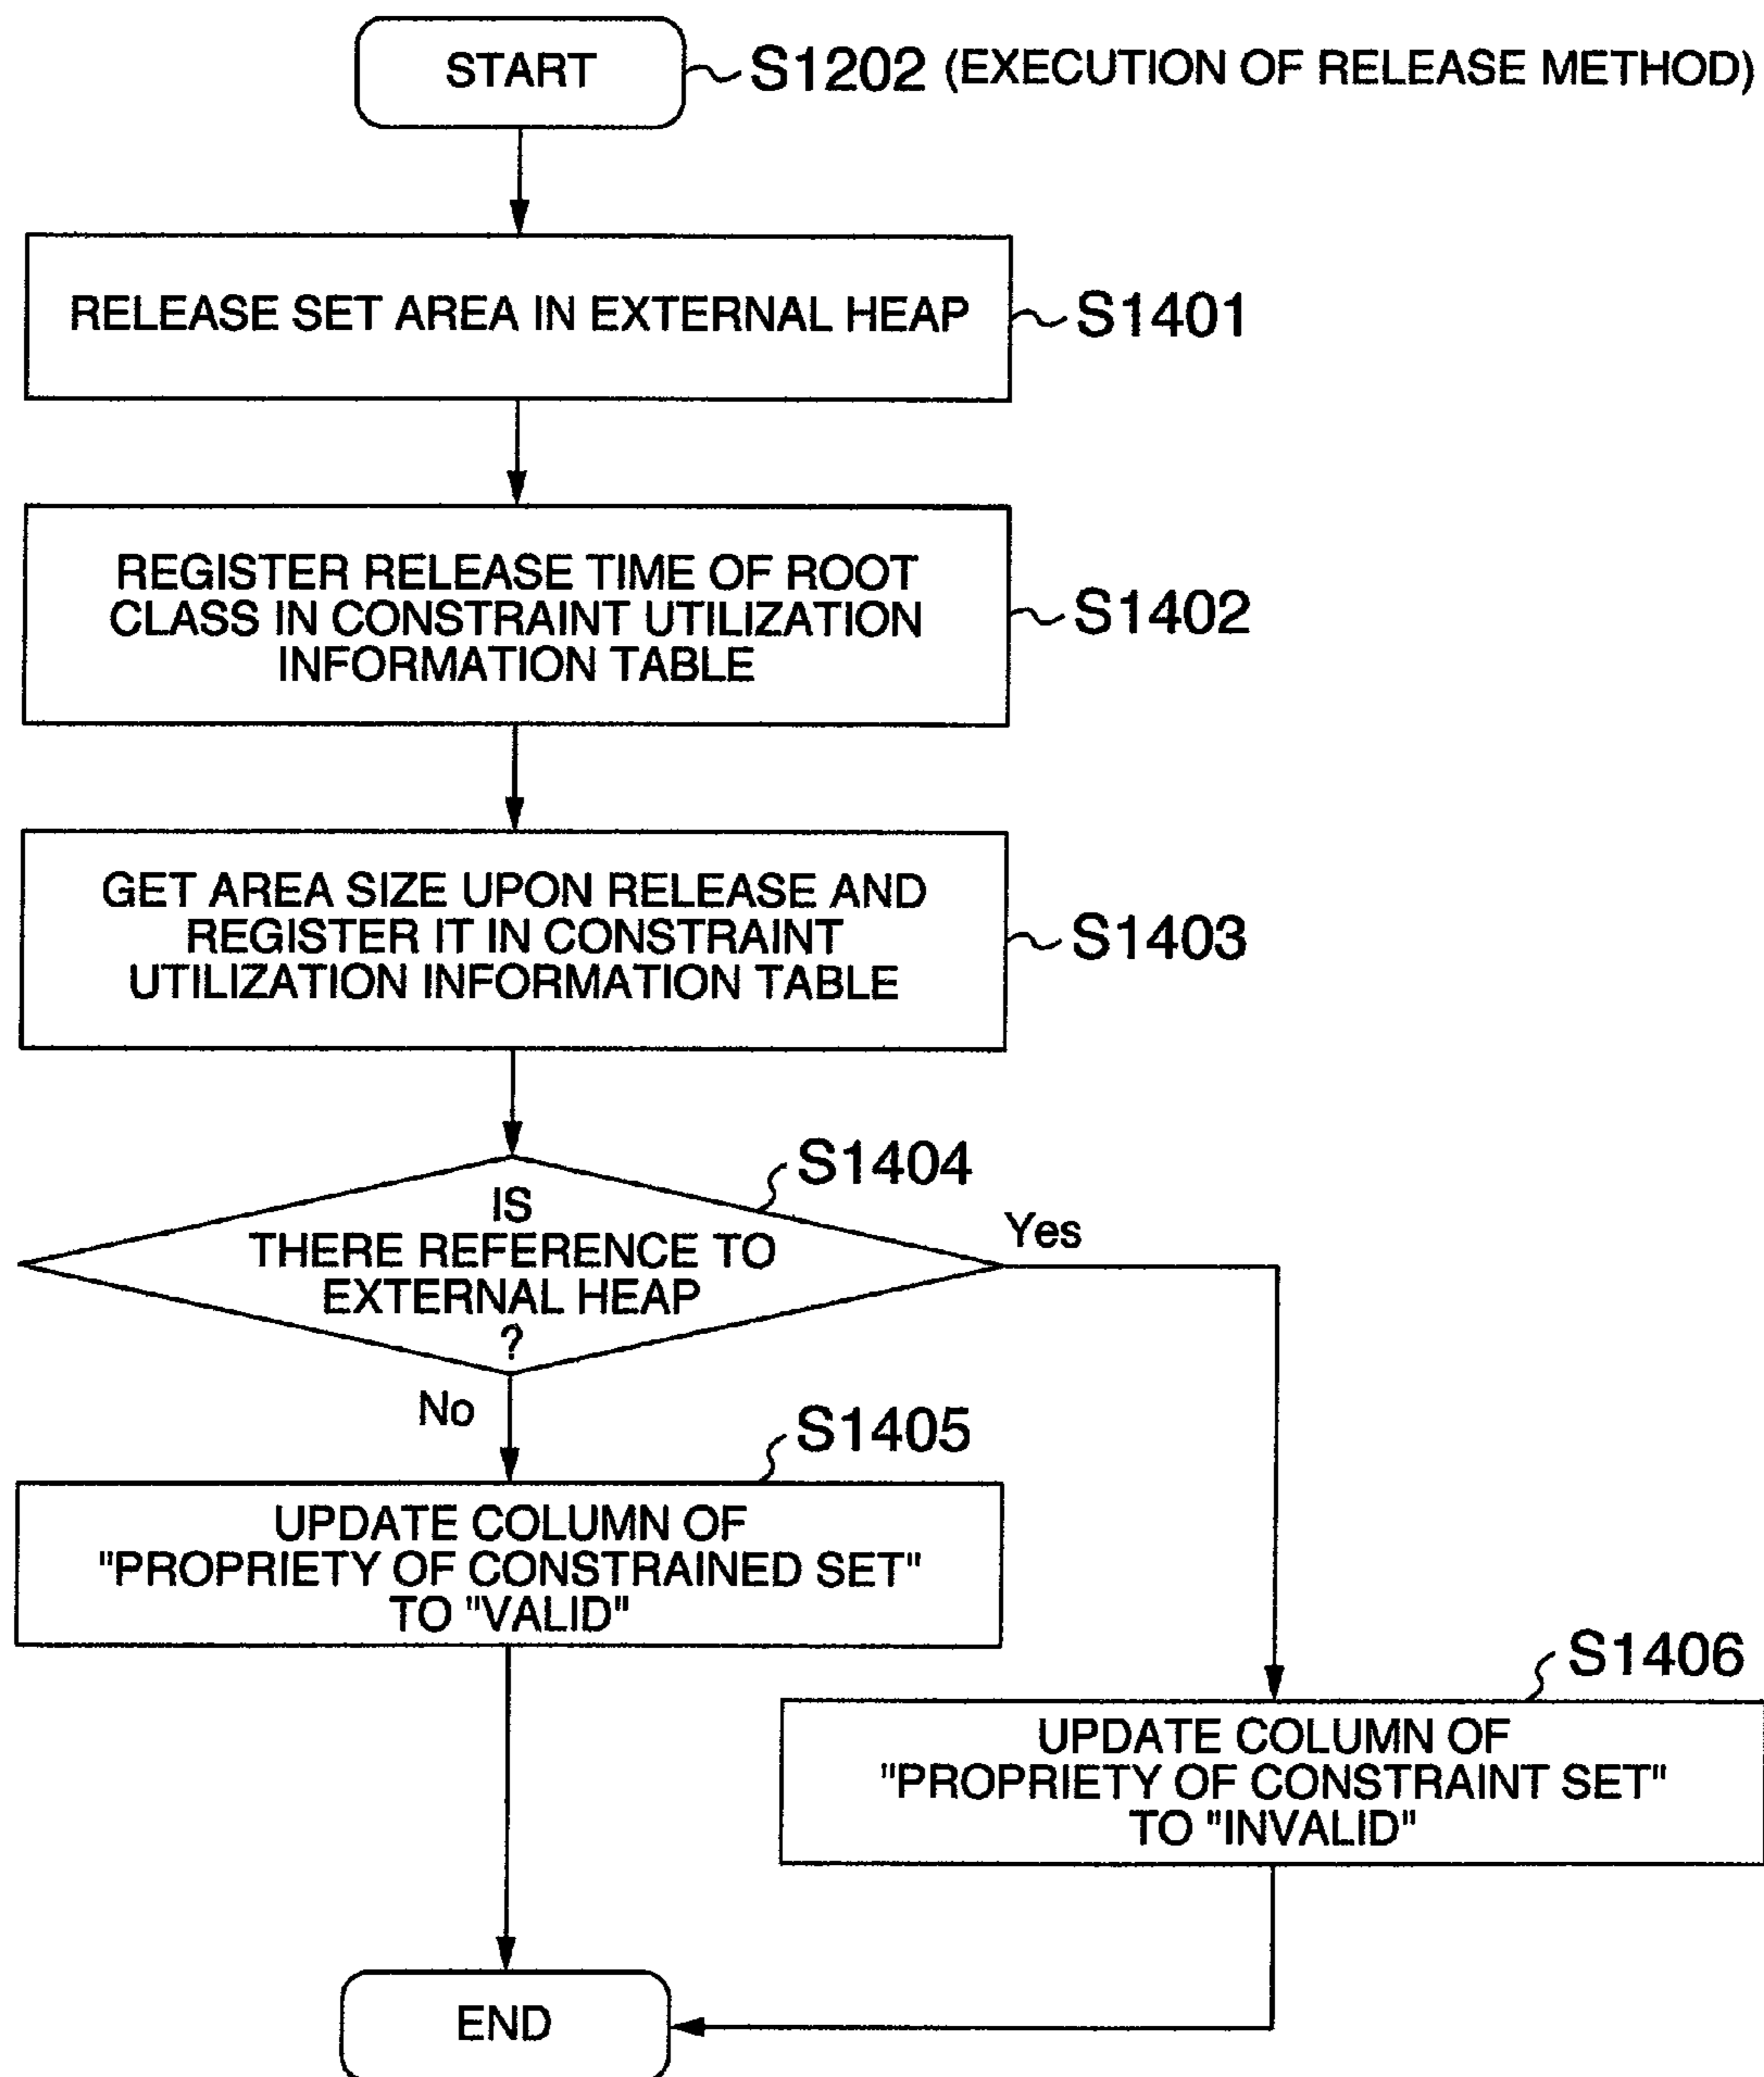 START
S1202 (EXECUTION OF RELEASE METHOD)
RELEASE SET AREA IN EXTERNAL HEAP
S1401
REGISTER RELEASE TIME OF ROOT
CLASS IN CONSTRAINT UTILIZATION
INFORMATION TABLE
S1402
GET AREA SIZE UPON RELEASE AND
REGISTER IT IN CONSTRAINT
UTILIZATION INFORMATION TABLE
S1403
S1404
IS
THERE REFERENCE TO
EXTERNAL HEAP
?
Yes
No
S1405
UPDATE COLUMN OF
"PROPRIETY OF CONSTRAINED SET"
TO "VALID"
S1406
UPDATE COLUMN OF
"PROPRIETY OF CONSTRAINT SET"
TO "INVALID"
END